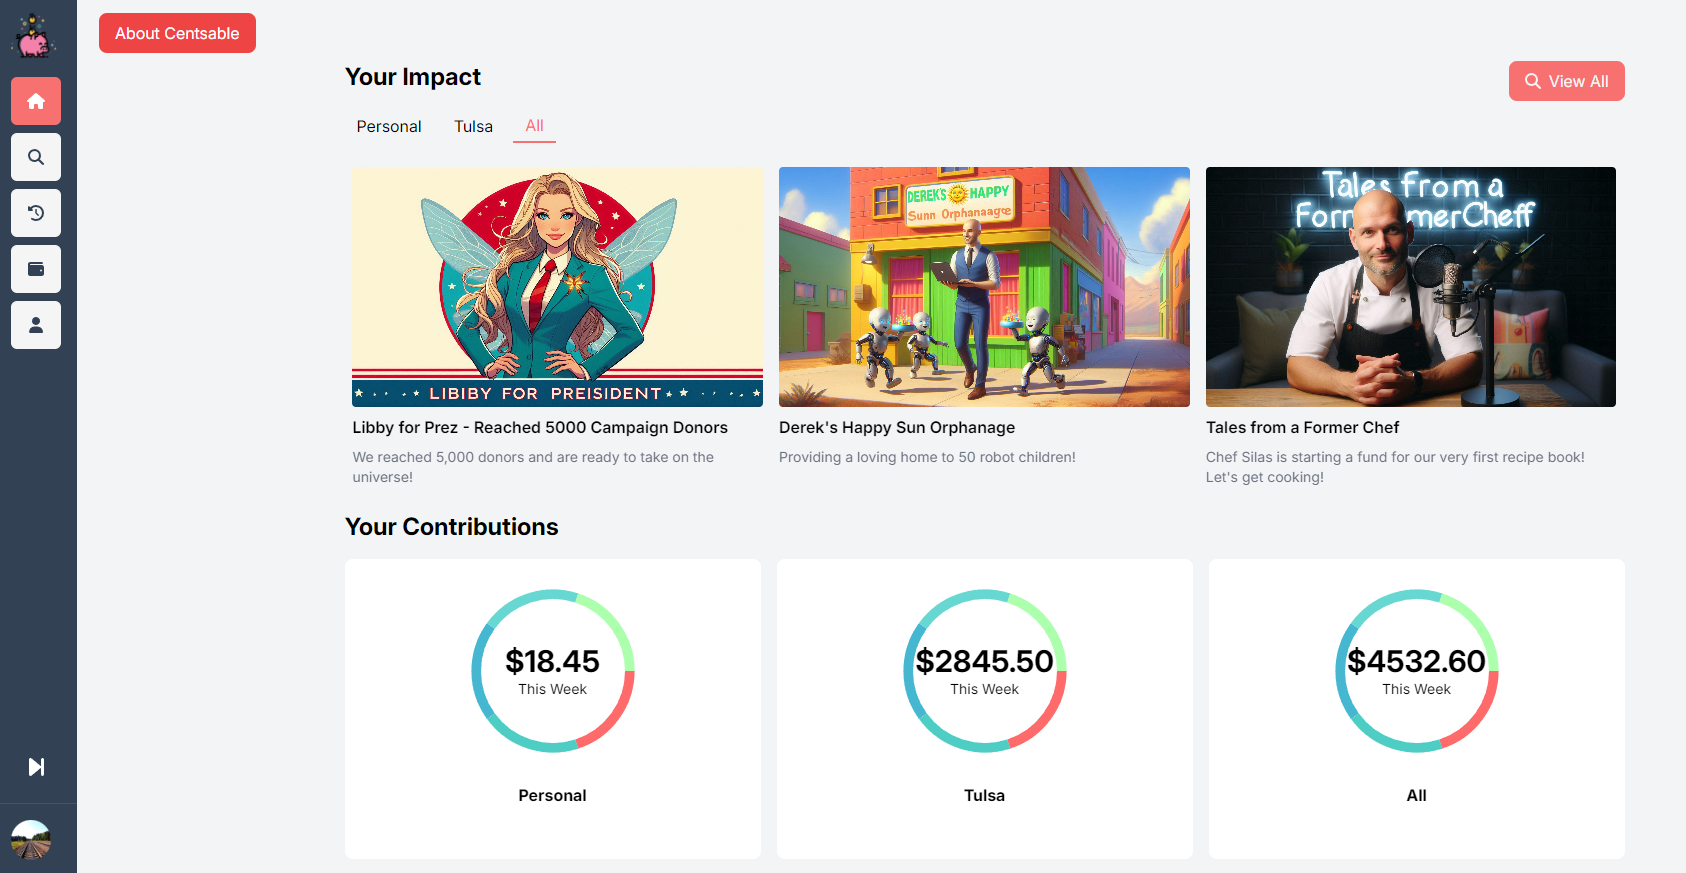 About Centsable
Your Impact
View All
Personal
Tulsa
All
DEREK'S HAPPY
Sunn Orphanaagœ
Tales from a
Form merCheff
LIBIBY FOR PREISIDENT
Libby for Prez - Reached 5000 Campaign Donors
We reached 5,000 donors and are ready to take on the
universe!
Derek's Happy Sun Orphanage
Providing a loving home to 50 robot children!
Tales from a Former Chef
Chef Silas is starting a fund for our very first recipe book!
Let's get cooking!
Your Contributions
$18.45
This Week
Personal
$2845.50
This Week
Tulsa
$4532.60
This Week
All